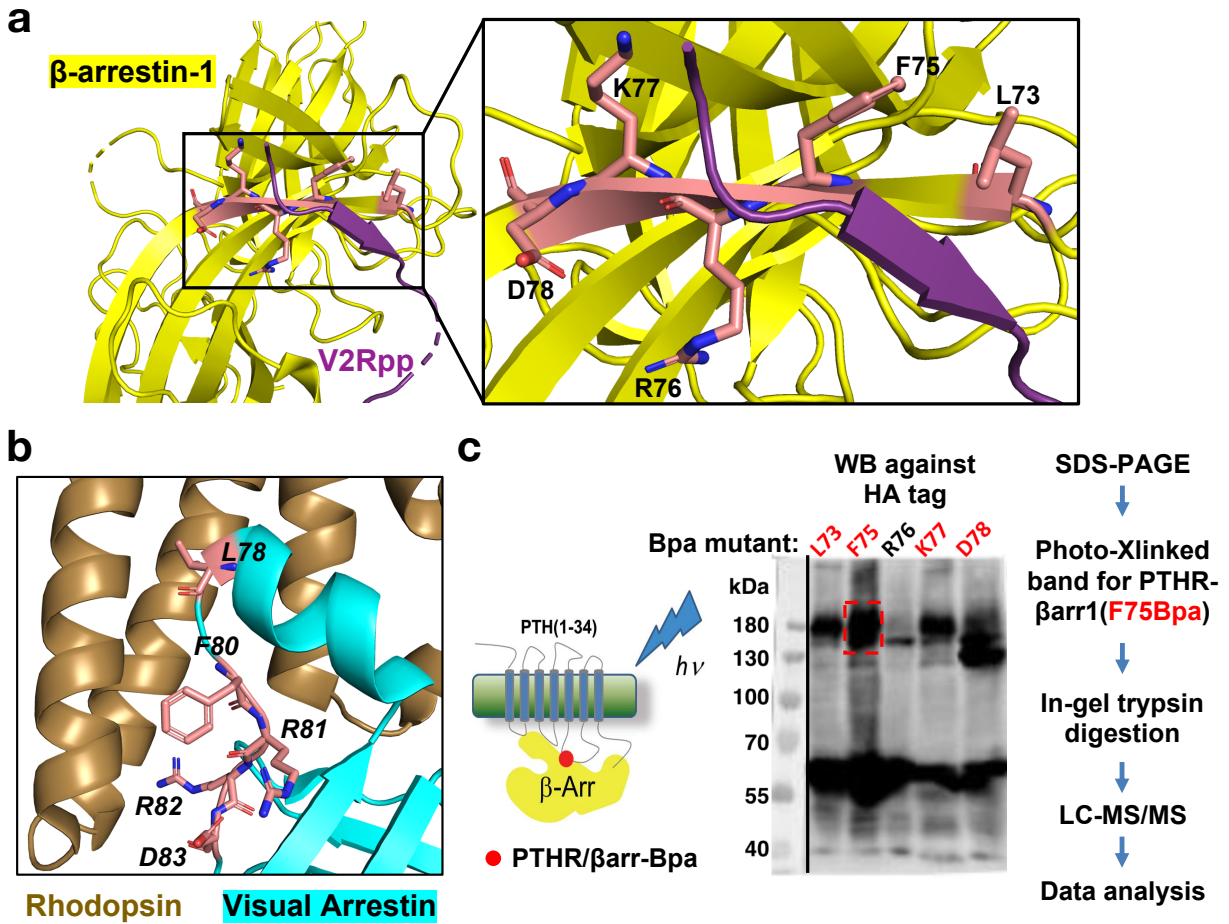 a
β-arrestin-1
V2Rpp
K77
F75
L73
D78
R76
b
L78
F80
R81
R82
D83
Rhodopsin
Visual Arrestin
c
WB against
HA tag
Bpa mutant: L73 F75 R76 K77 D78
kDa
180
130
100
70
55
40
PTH(1-34)
hν
β-Arr
PTHR/βarr-Bpa
SDS-PAGE
Photo-Xlinked
band for PTHR-
βarr1(F75Bpa)
In-gel trypsin
digestion
LC-MS/MS
Data analysis